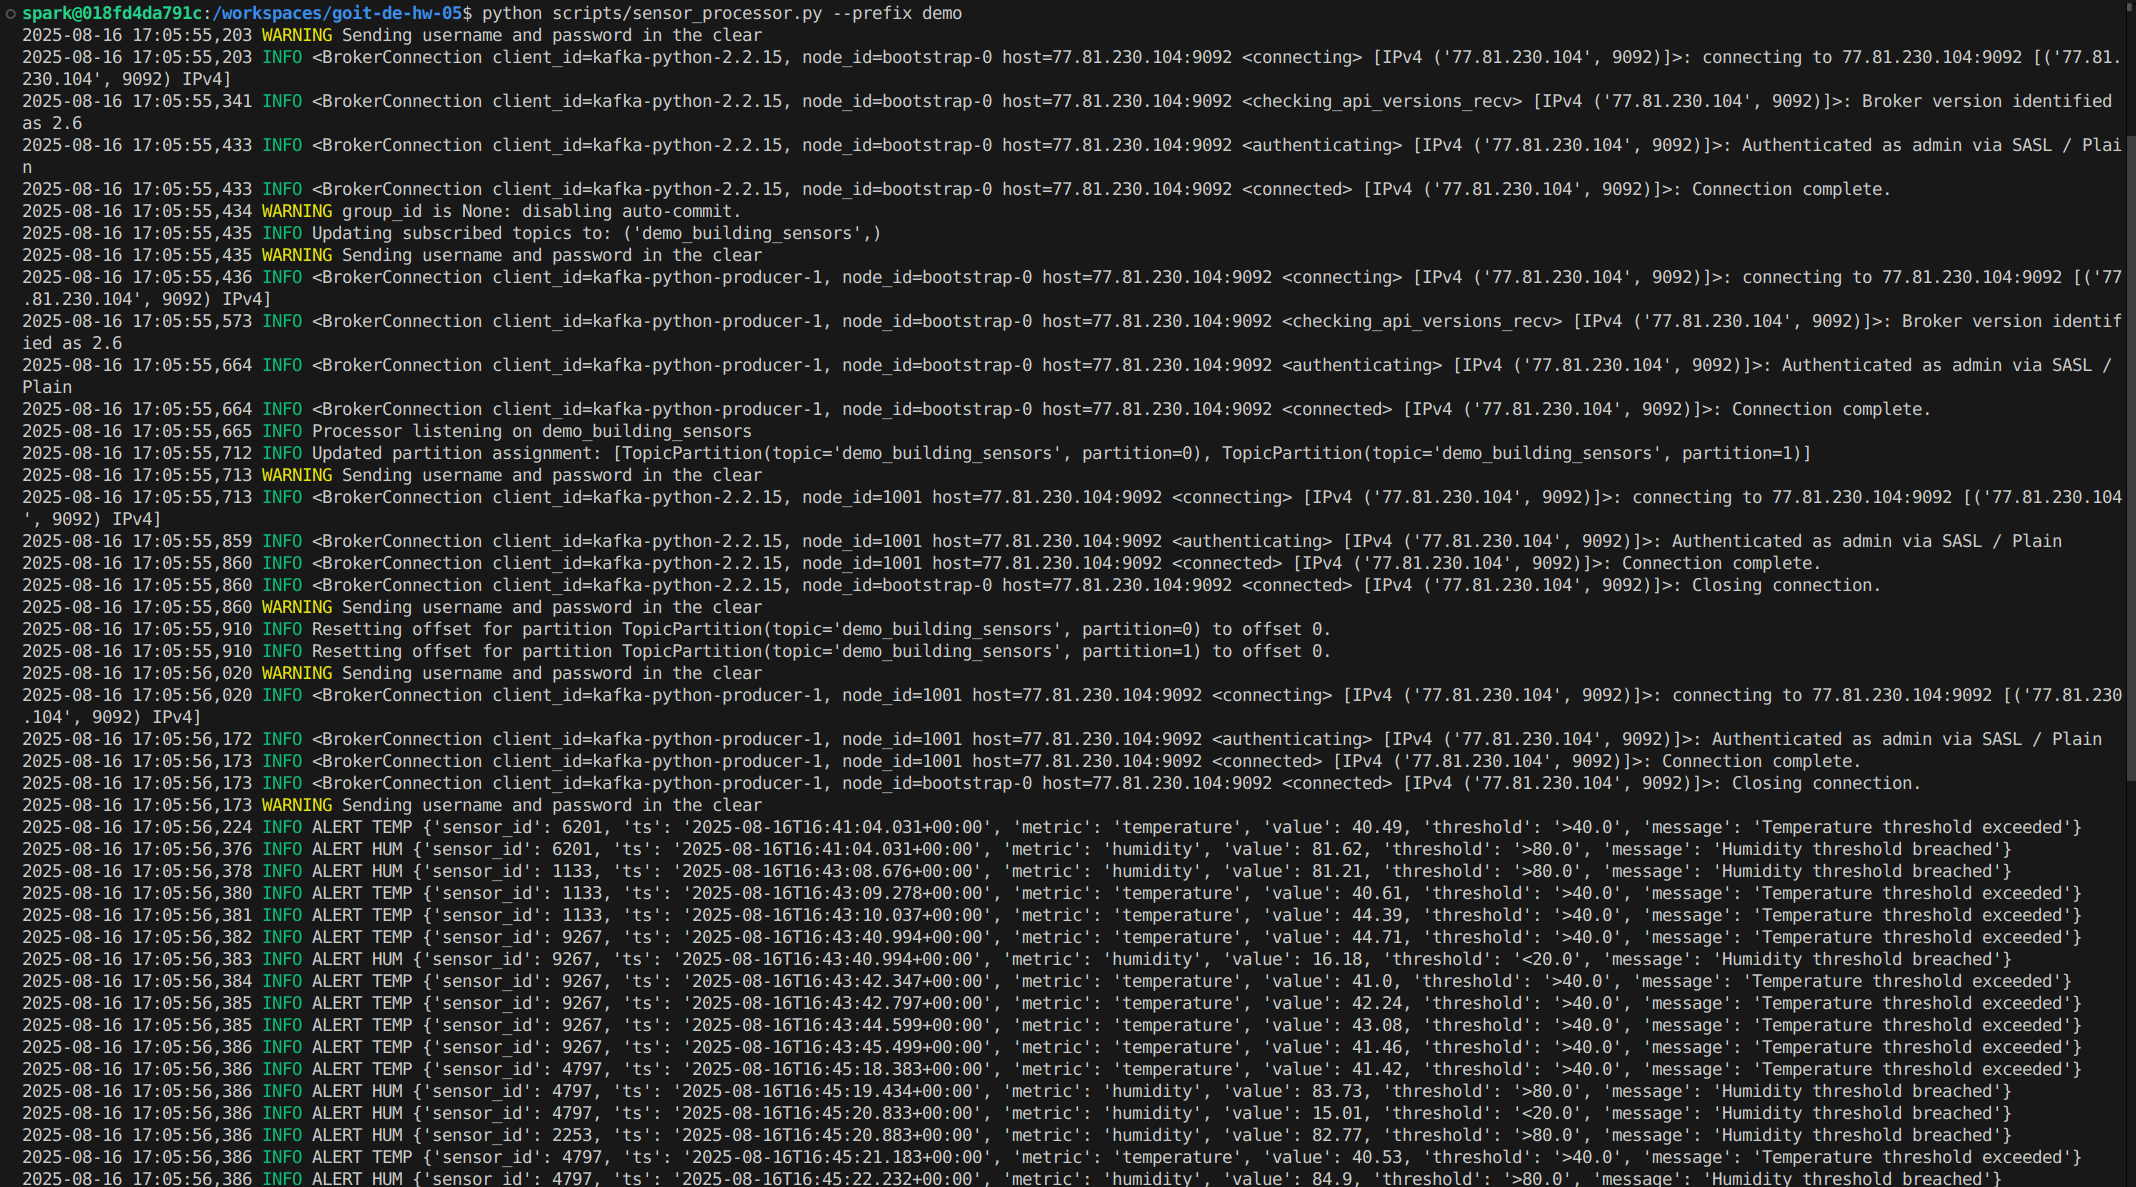 spark@018fd4da791c:/workspaces/goit-de-hw-05$ python scripts/sensor_processor.py --prefix demo
2025-08-16 17:05:55,203 WARNING Sending username and password in the clear
2025-08-16 17:05:55,203 INFO <BrokerConnection client_id=kafka-python-2.2.15, node_id=bootstrap-0 host=77.81.230.104:9092 <connecting> [IPv4 ('77.81.230.104', 9092)]>: connecting to 77.81.230.104:9092 [('77.81.
230.104', 9092) IPv4]
2025-08-16 17:05:55,341 INFO <BrokerConnection client_id=kafka-python-2.2.15, node_id=bootstrap-0 host=77.81.230.104:9092 <checking_api_versions_recv> [IPv4 ('77.81.230.104', 9092)]>: Broker version identified
as 2.6
2025-08-16 17:05:55,433 INFO <BrokerConnection client_id=kafka-python-2.2.15, node_id=bootstrap-0 host=77.81.230.104:9092 <authenticating> [IPv4 ('77.81.230.104', 9092)]>: Authenticated as admin via SASL / Plai
n
2025-08-16 17:05:55,433 INFO <BrokerConnection client_id=kafka-python-2.2.15, node_id=bootstrap-0 host=77.81.230.104:9092 <connected> [IPv4 ('77.81.230.104', 9092)]>: Connection complete.
2025-08-16 17:05:55,434 WARNING group_id is None: disabling auto-commit.
2025-08-16 17:05:55,435 INFO Updating subscribed topics to: ('demo_building_sensors',)
2025-08-16 17:05:55,435 WARNING Sending username and password in the clear
2025-08-16 17:05:55,436 INFO <BrokerConnection client_id=kafka-python-producer-1, node_id=bootstrap-0 host=77.81.230.104:9092 <connecting> [IPv4 ('77.81.230.104', 9092)]>: connecting to 77.81.230.104:9092 [('77
.81.230.104', 9092) IPv4]
2025-08-16 17:05:55,573 INFO <BrokerConnection client_id=kafka-python-producer-1, node_id=bootstrap-0 host=77.81.230.104:9092 <checking_api_versions_recv> [IPv4 ('77.81.230.104', 9092)]>: Broker version identif
ied as 2.6
2025-08-16 17:05:55,664 INFO <BrokerConnection client_id=kafka-python-producer-1, node_id=bootstrap-0 host=77.81.230.104:9092 <authenticating> [IPv4 ('77.81.230.104', 9092)]>: Authenticated as admin via SASL /
Plain
2025-08-16 17:05:55,664 INFO <BrokerConnection client_id=kafka-python-producer-1, node_id=bootstrap-0 host=77.81.230.104:9092 <connected> [IPv4 ('77.81.230.104', 9092)]>: Connection complete.
2025-08-16 17:05:55,665 INFO Processor listening on demo_building_sensors
2025-08-16 17:05:55,712 INFO Updated partition assignment: [TopicPartition(topic='demo_building_sensors', partition=0), TopicPartition(topic='demo_building_sensors', partition=1)]
2025-08-16 17:05:55,713 WARNING Sending username and password in the clear
2025-08-16 17:05:55,713 INFO <BrokerConnection client_id=kafka-python-2.2.15, node_id=1001 host=77.81.230.104:9092 <connecting> [IPv4 ('77.81.230.104', 9092)]>: connecting to 77.81.230.104:9092 [('77.81.230.104
', 9092) IPv4]
2025-08-16 17:05:55,859 INFO <BrokerConnection client_id=kafka-python-2.2.15, node_id=1001 host=77.81.230.104:9092 <authenticating> [IPv4 ('77.81.230.104', 9092)]>: Authenticated as admin via SASL / Plain
2025-08-16 17:05:55,860 INFO <BrokerConnection client_id=kafka-python-2.2.15, node_id=1001 host=77.81.230.104:9092 <connected> [IPv4 ('77.81.230.104', 9092)]>: Connection complete.
2025-08-16 17:05:55,860 INFO <BrokerConnection client_id=kafka-python-2.2.15, node_id=bootstrap-0 host=77.81.230.104:9092 <connected> [IPv4 ('77.81.230.104', 9092)]>: Closing connection.
2025-08-16 17:05:55,860 WARNING Sending username and password in the clear
2025-08-16 17:05:55,910 INFO Resetting offset for partition TopicPartition(topic='demo_building_sensors', partition=0) to offset 0.
2025-08-16 17:05:55,910 INFO Resetting offset for partition TopicPartition(topic='demo_building_sensors', partition=1) to offset 0.
2025-08-16 17:05:56,020 WARNING Sending username and password in the clear
2025-08-16 17:05:56,020 INFO <BrokerConnection client_id=kafka-python-producer-1, node_id=1001 host=77.81.230.104:9092 <connecting> [IPv4 ('77.81.230.104', 9092)]>: connecting to 77.81.230.104:9092 [('77.81.230
.104', 9092) IPv4]
2025-08-16 17:05:56,172 INFO <BrokerConnection client_id=kafka-python-producer-1, node_id=1001 host=77.81.230.104:9092 <authenticating> [IPv4 ('77.81.230.104', 9092)]>: Authenticated as admin via SASL / Plain
2025-08-16 17:05:56,173 INFO <BrokerConnection client_id=kafka-python-producer-1, node_id=1001 host=77.81.230.104:9092 <connected> [IPv4 ('77.81.230.104', 9092)]>: Connection complete.
2025-08-16 17:05:56,173 INFO <BrokerConnection client_id=kafka-python-producer-1, node_id=bootstrap-0 host=77.81.230.104:9092 <connected> [IPv4 ('77.81.230.104', 9092)]>: Closing connection.
2025-08-16 17:05:56,173 WARNING Sending username and password in the clear
2025-08-16 17:05:56,224 INFO ALERT TEMP {'sensor_id': 6201, 'ts': '2025-08-16T16:41:04.031+00:00', 'metric': 'temperature', 'value': 40.49, 'threshold': '>40.0', 'message': 'Temperature threshold exceeded'}
2025-08-16 17:05:56,376 INFO ALERT HUM {'sensor_id': 6201, 'ts': '2025-08-16T16:41:04.031+00:00', 'metric': 'humidity', 'value': 81.62, 'threshold': '>80.0', 'message': 'Humidity threshold breached'}
2025-08-16 17:05:56,378 INFO ALERT HUM {'sensor_id': 1133, 'ts': '2025-08-16T16:43:08.676+00:00', 'metric': 'humidity', 'value': 81.21, 'threshold': '>80.0', 'message': 'Humidity threshold breached'}
2025-08-16 17:05:56,380 INFO ALERT TEMP {'sensor_id': 1133, 'ts': '2025-08-16T16:43:09.278+00:00', 'metric': 'temperature', 'value': 40.61, 'threshold': '>40.0', 'message': 'Temperature threshold exceeded'}
2025-08-16 17:05:56,381 INFO ALERT TEMP {'sensor_id': 1133, 'ts': '2025-08-16T16:43:10.037+00:00', 'metric': 'temperature', 'value': 44.39, 'threshold': '>40.0', 'message': 'Temperature threshold exceeded'}
2025-08-16 17:05:56,382 INFO ALERT TEMP {'sensor_id': 9267, 'ts': '2025-08-16T16:43:40.994+00:00', 'metric': 'temperature', 'value': 44.71, 'threshold': '>40.0', 'message': 'Temperature threshold exceeded'}
2025-08-16 17:05:56,383 INFO ALERT HUM {'sensor_id': 9267, 'ts': '2025-08-16T16:43:40.994+00:00', 'metric': 'humidity', 'value': 16.18, 'threshold': '<20.0', 'message': 'Humidity threshold breached'}
2025-08-16 17:05:56,384 INFO ALERT TEMP {'sensor_id': 9267, 'ts': '2025-08-16T16:43:42.347+00:00', 'metric': 'temperature', 'value': 41.0, 'threshold': '>40.0', 'message': 'Temperature threshold exceeded'}
2025-08-16 17:05:56,385 INFO ALERT TEMP {'sensor_id': 9267, 'ts': '2025-08-16T16:43:42.797+00:00', 'metric': 'temperature', 'value': 42.24, 'threshold': '>40.0', 'message': 'Temperature threshold exceeded'}
2025-08-16 17:05:56,385 INFO ALERT TEMP {'sensor_id': 9267, 'ts': '2025-08-16T16:43:44.599+00:00', 'metric': 'temperature', 'value': 43.08, 'threshold': '>40.0', 'message': 'Temperature threshold exceeded'}
2025-08-16 17:05:56,386 INFO ALERT TEMP {'sensor_id': 9267, 'ts': '2025-08-16T16:43:45.499+00:00', 'metric': 'temperature', 'value': 41.46, 'threshold': '>40.0', 'message': 'Temperature threshold exceeded'}
2025-08-16 17:05:56,386 INFO ALERT TEMP {'sensor_id': 4797, 'ts': '2025-08-16T16:45:18.383+00:00', 'metric': 'temperature', 'value': 41.42, 'threshold': '>40.0', 'message': 'Temperature threshold exceeded'}
2025-08-16 17:05:56,386 INFO ALERT HUM {'sensor_id': 4797, 'ts': '2025-08-16T16:45:19.434+00:00', 'metric': 'humidity', 'value': 83.73, 'threshold': '>80.0', 'message': 'Humidity threshold breached'}
2025-08-16 17:05:56,386 INFO ALERT HUM {'sensor_id': 4797, 'ts': '2025-08-16T16:45:20.833+00:00', 'metric': 'humidity', 'value': 15.01, 'threshold': '<20.0', 'message': 'Humidity threshold breached'}
2025-08-16 17:05:56,386 INFO ALERT HUM {'sensor_id': 2253, 'ts': '2025-08-16T16:45:20.883+00:00', 'metric': 'humidity', 'value': 82.77, 'threshold': '>80.0', 'message': 'Humidity threshold breached'}
2025-08-16 17:05:56,386 INFO ALERT TEMP {'sensor_id': 4797, 'ts': '2025-08-16T16:45:21.183+00:00', 'metric': 'temperature', 'value': 40.53, 'threshold': '>40.0', 'message': 'Temperature threshold exceeded'}
2025-08-16 17:05:56,386 INFO ALERT HUM {'sensor_id': 4797, 'ts': '2025-08-16T16:45:22.232+00:00', 'metric': 'humidity', 'value': 84.9, 'threshold': '>80.0', 'message': 'Humidity threshold breached'}